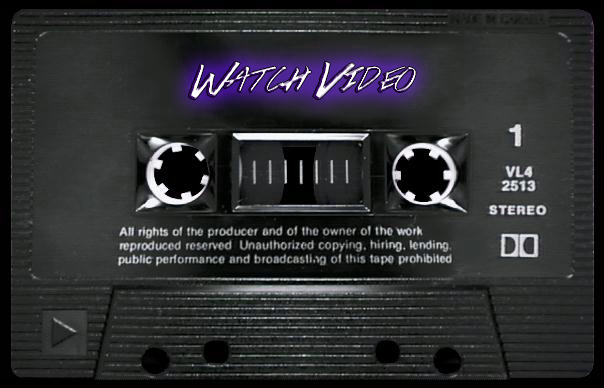 WATCH VIDEO
1
VL4
2513
STEREO
All rights of the producer and of the owner of the work
reproduced reserved Unauthorized copying, hiring, lending,
public performance and broadcasting of this tape prohibited